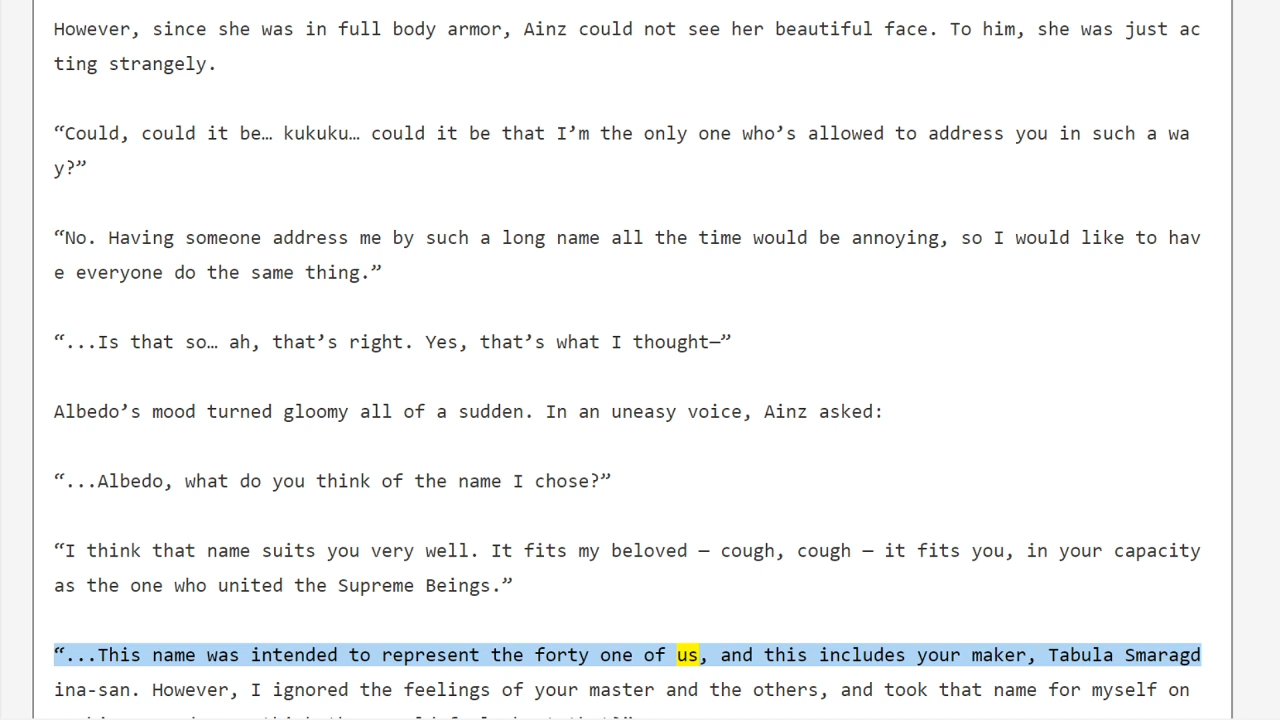 However, since she was in full body armor, Ainz could not see her beautiful face. To him, she was just ac
ting strangely.
“Could, could it be… kukuku… could it be that I’m the only one who’s allowed to address you in such a wa
y?”
“No. Having someone address me by such a long name all the time would be annoying, so I would like to hav
e everyone do the same thing.”
“...Is that so… ah, that’s right. Yes, that’s what I thought—”
Albedo’s mood turned gloomy all of a sudden. In an uneasy voice, Ainz asked:
“...Albedo, what do you think of the name I chose?”
“I think that name suits you very well. It fits my beloved — cough, cough — it fits you, in your capacity
as the one who united the Supreme Beings.”
“...This name was intended to represent the forty one of us, and this includes your maker, Tabula Smaragd
ina-san. However, I ignored the feelings of your master and the others, and took that name for myself on